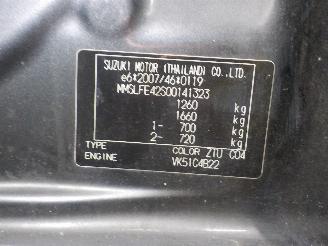 SUZUKI MOTOR (THAILAND) CO.,LTD.
e6*2007/46*0119
MMSLFE42S00141323
1260 kg
1660 kg
1- 700 kg
2- 720 kg
TYPE COLOR ZTU C04
ENGINE VK51C4B22